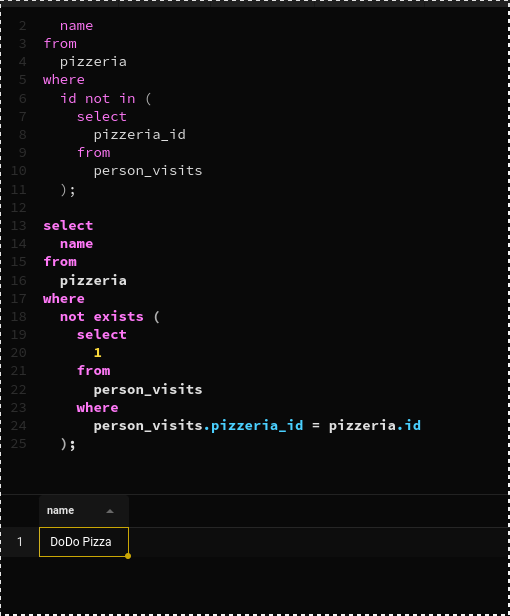 2 name
3 from
4 pizzeria
5 where
6 id not in (
7 select
8 pizzeria_id
9 from
10 person_visits
11 );
12
13 select
14 name
15 from
16 pizzeria
17 where
18 not exists (
19 select
20 1
21 from
22 person_visits
23 where
24 person_visits.pizzeria_id = pizzeria.id
25 );
name
1 DoDo Pizza